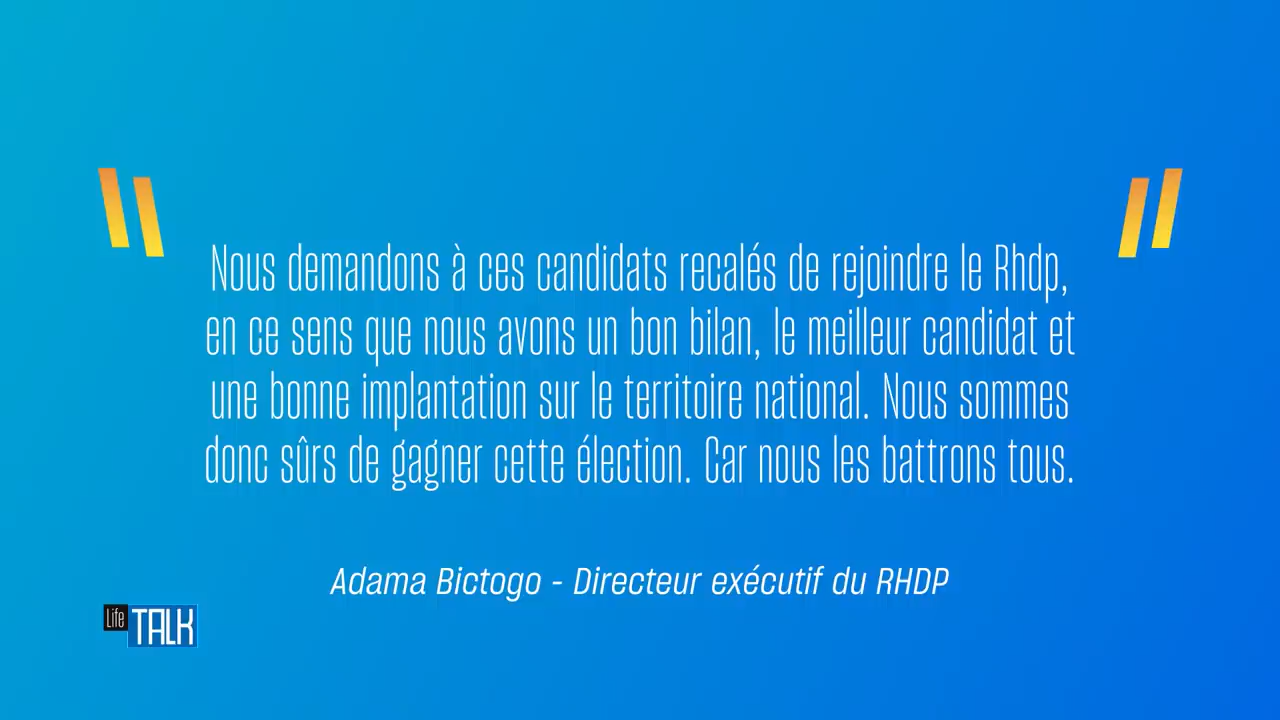 Nous demandons à ces candidats recalés de rejoindre le Rhdp,
en ce sens que nous avons un bon bilan, le meilleur candidat et
une bonne implantation sur le territoire national. Nous sommes
donc sûrs de gagner cette élection. Car nous les battrons tous.
Adama Bictogo - Directeur exécutif du RHDP
Life TALK